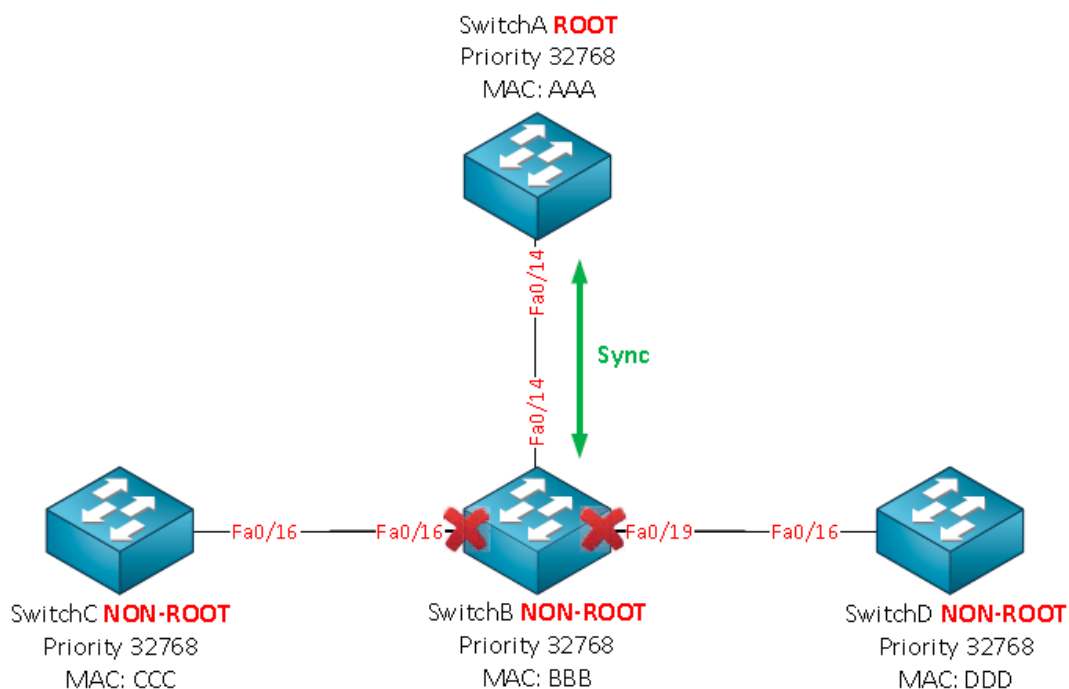 SwitchA ROOT
Priority 32768
MAC: AAA
Fa0/14
Sync
Fa0/14
Fa0/16
Fa0/16
Fa0/19
Fa0/16
SwitchC NON-ROOT
Priority 32768
MAC: CCC
SwitchB NON-ROOT
Priority 32768
MAC: BBB
SwitchD NON-ROOT
Priority 32768
MAC: DDD